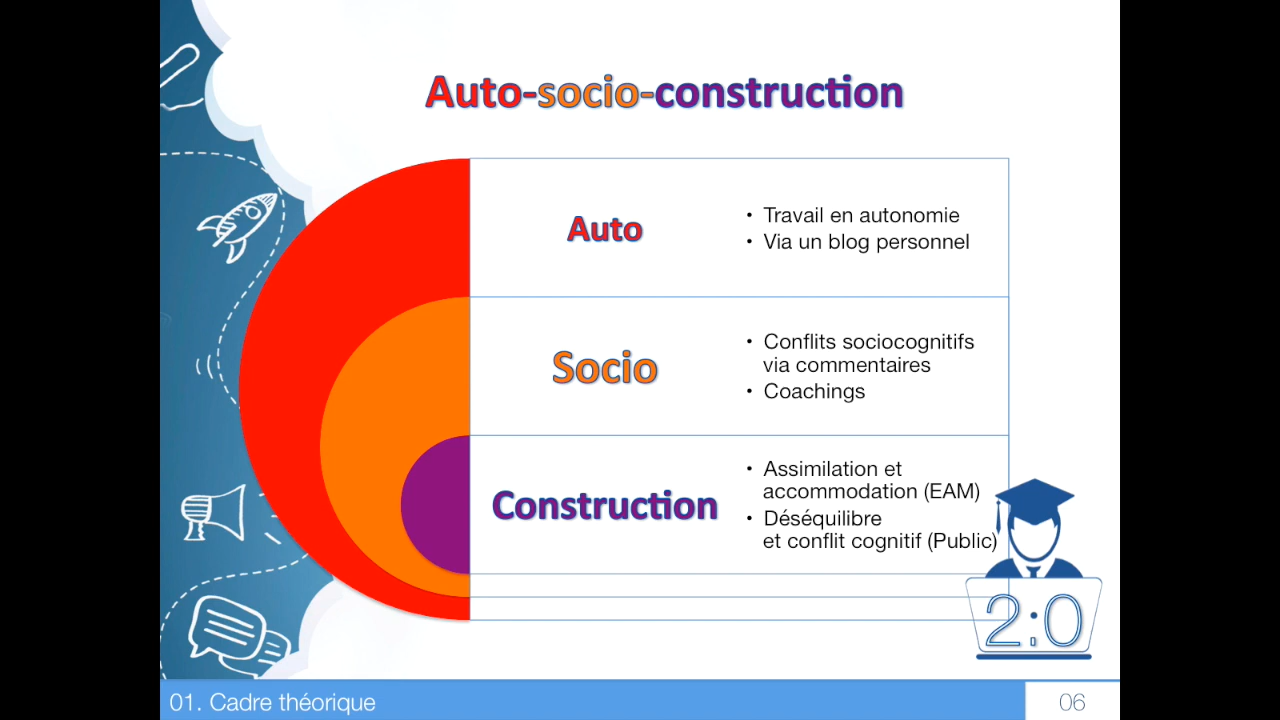 Auto-socio-construction
Auto
• Travail en autonomie
• Via un blog personnel
Socio
• Conflits sociocognitifs
via commentaires
• Coachings
Construction
• Assimilation et
accommodation (EAM)
• Déséquilibre
et conflit cognitif (Public)
2:0
01. Cadre théorique
06